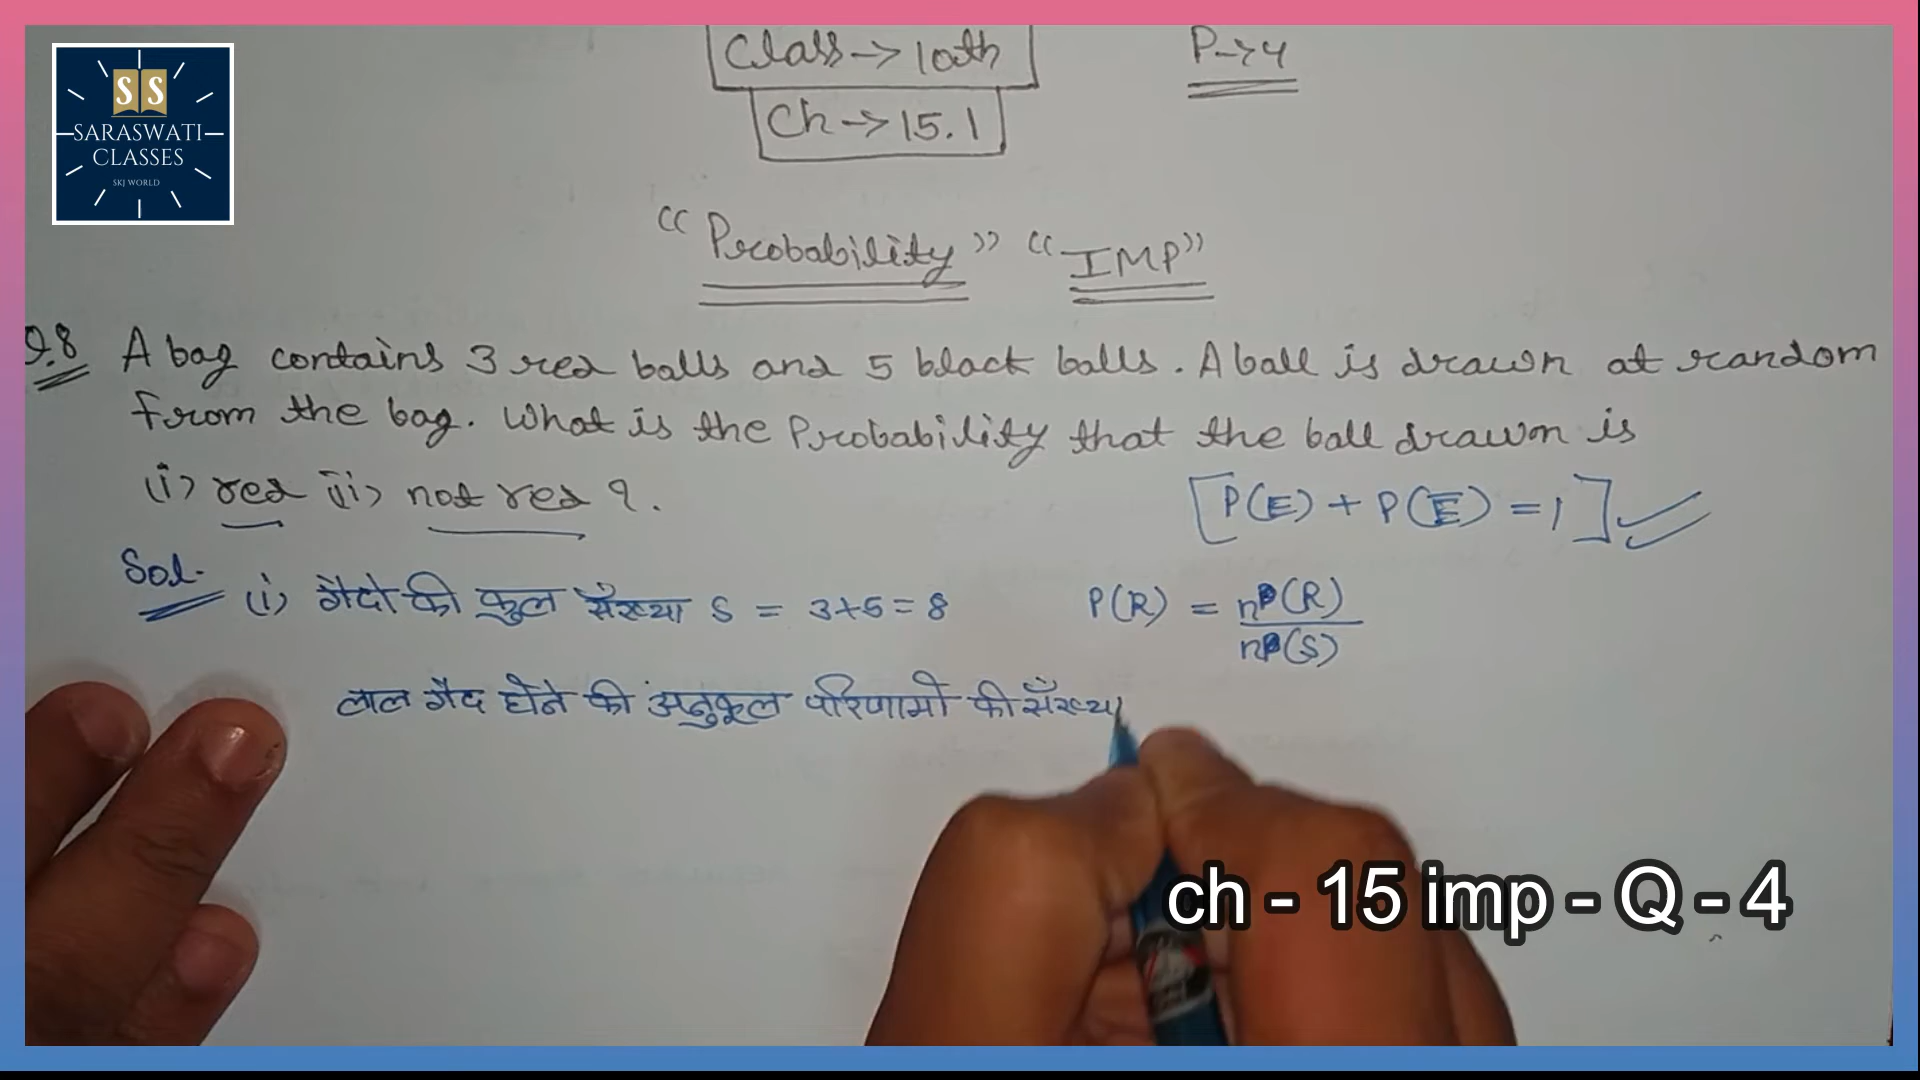 SS
SARASWATI
CLASSES
SKJ WORLD
Class → 10th
P → 4
Ch → 15.1
“Probability” “IMP”
Q.8 A bag contains 3 red balls and 5 black balls. A ball is drawn at random
from the bag. What is the Probability that the ball drawn is
(i) red (ii) not red ?.
[P(E) + P(E̅) = 1]
Sol.
(i) गेंदो की कुल सँख्या S = 3+5 = 8
P(R) = n(R)/n(S)
लाल गेंद होने की अनुकूल परिणामो की सँख्या
ch - 15 imp - Q - 4